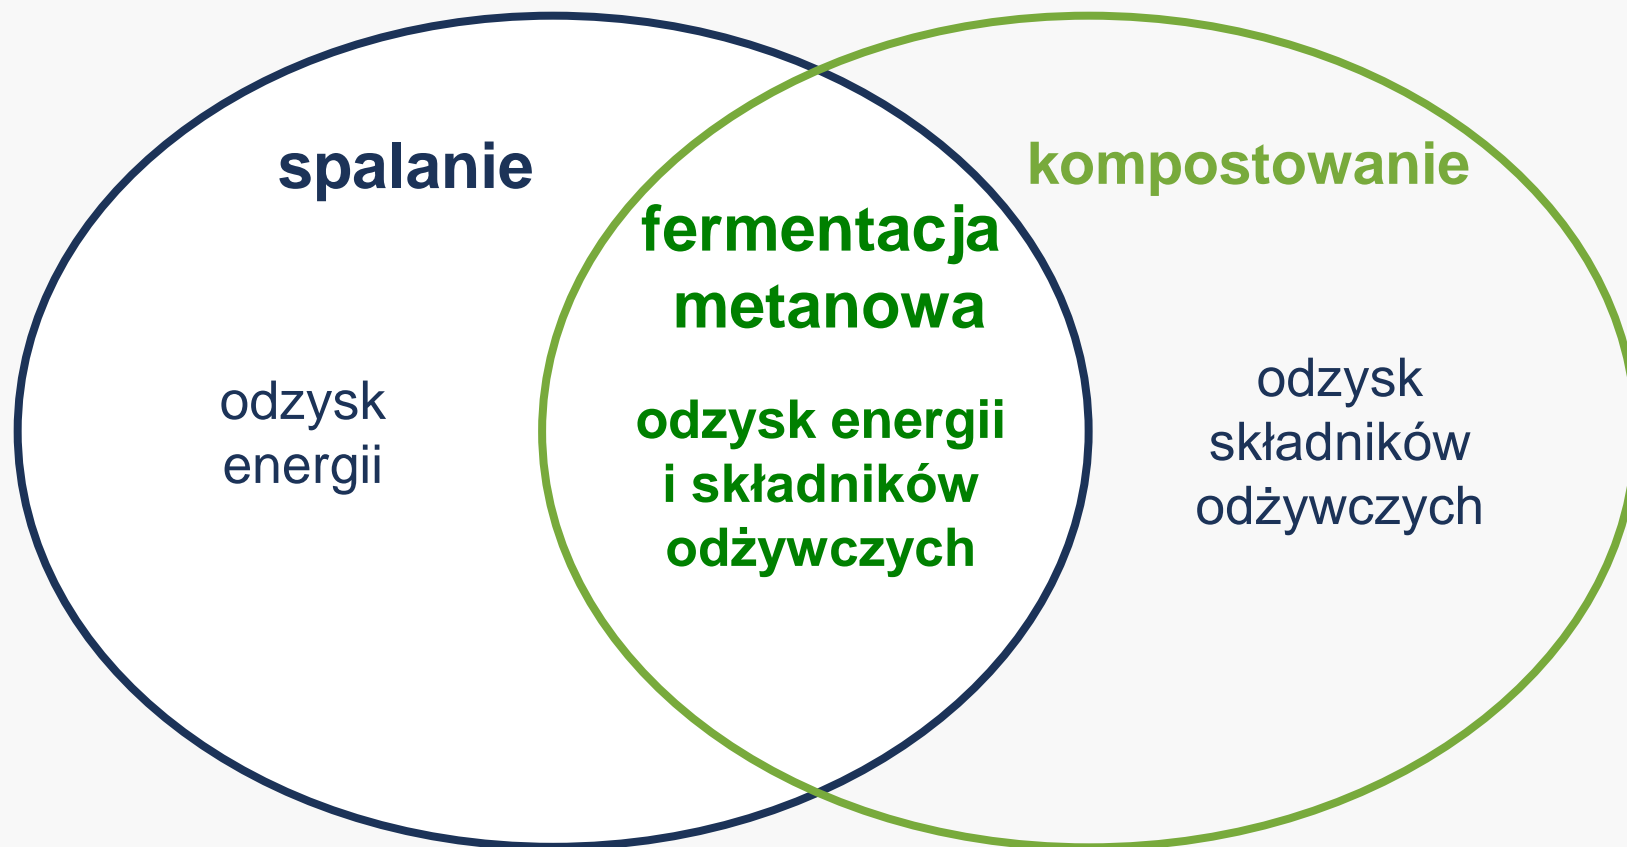 spalanie
odzysk
energii
fermentacja
metanowa
odzysk energii
i składników
odżywczych
kompostowanie
odzysk
składników
odżywczych